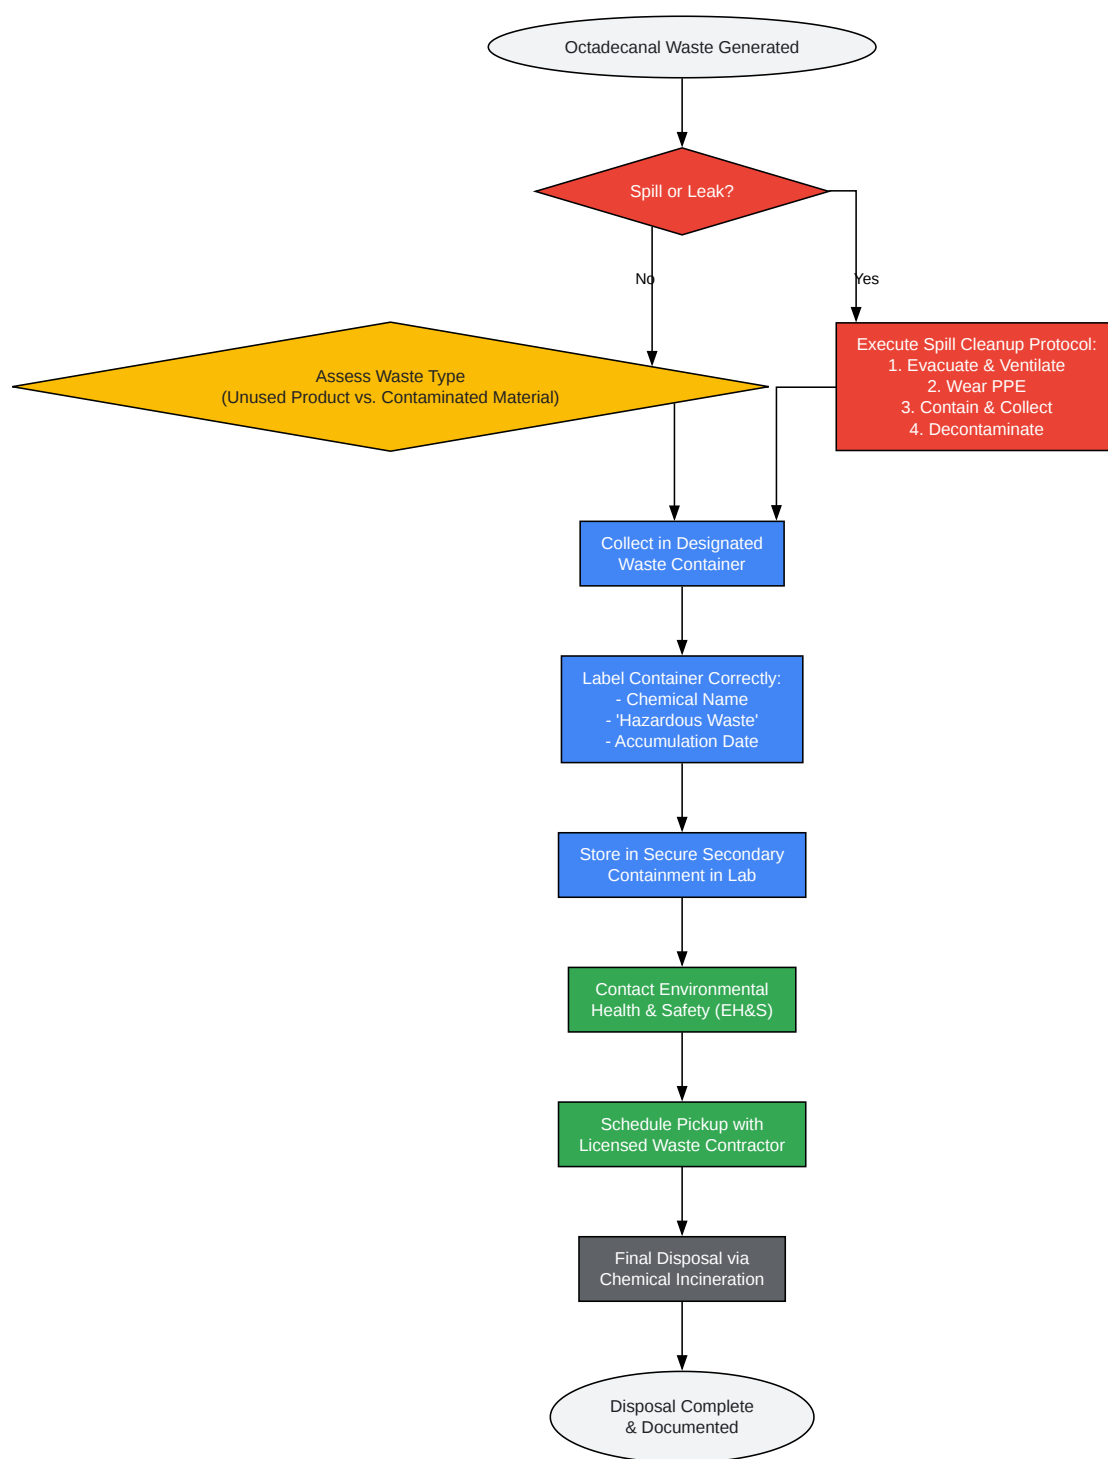 Octadecanal Waste Generated
Spill or Leak?
No
Yes
Assess Waste Type
(Unused Product vs. Contaminated Material)
Execute Spill Cleanup Protocol:
1. Evacuate & Ventilate
2. Wear PPE
3. Contain & Collect
4. Decontaminate
Collect in Designated
Waste Container
Label Container Correctly:
- Chemical Name
- 'Hazardous Waste'
- Accumulation Date
Store in Secure Secondary
Containment in Lab
Contact Environmental
Health & Safety (EH&S)
Schedule Pickup with
Licensed Waste Contractor
Final Disposal via
Chemical Incineration
Disposal Complete
& Documented